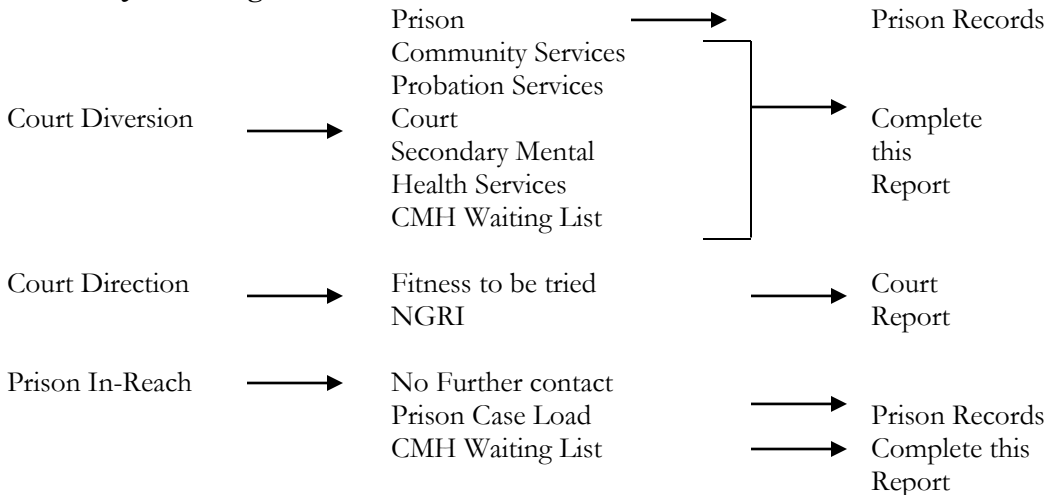 Prison Prison Records
Community Services
Probation Services
Court Diversion Court Complete
Secondary Mental this
Health Services Report
CMH Waiting List
Court Direction Fitness to be tried Court
NGRI Report
Prison In-Reach No Further contact
Prison Case Load Prison Records
CMH Waiting List Complete this
Report